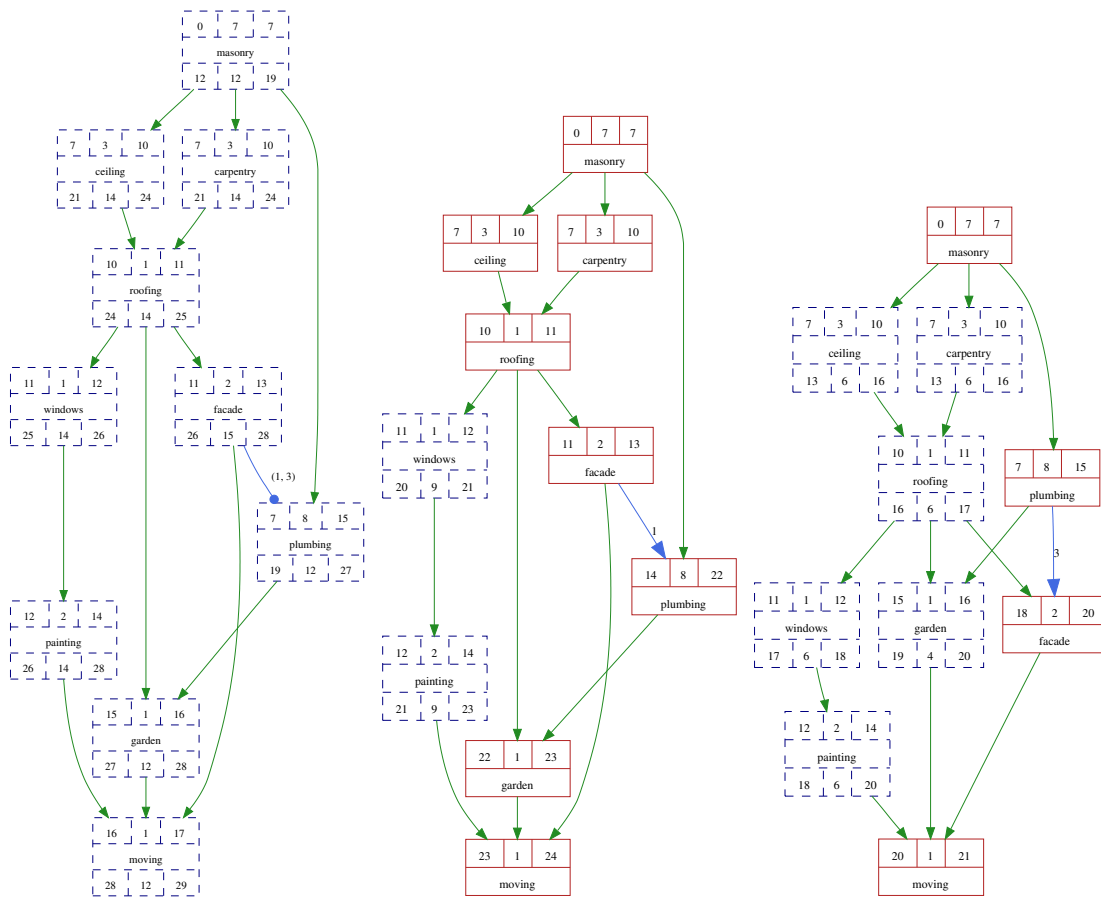 0 7 7
masonry
12 12 19
7 3 10
ceiling
21 14 24
7 3 10
carpentry
21 14 24
10 1 11
roofing
24 14 25
11 1 12
windows
25 14 26
11 2 13
facade
26 15 28
(1, 3)
7 8 15
plumbing
19 12 27
12 2 14
painting
26 14 28
15 1 16
garden
27 12 28
16 1 17
moving
28 12 29
0 7 7
masonry
7 3 10
ceiling
7 3 10
carpentry
10 1 11
roofing
11 1 12
windows
20 9 21
11 2 13
facade
1
14 8 22
plumbing
12 2 14
painting
21 9 23
22 1 23
garden
23 1 24
moving
0 7 7
masonry
7 3 10
ceiling
13 6 16
7 3 10
carpentry
13 6 16
10 1 11
roofing
16 6 17
7 8 15
plumbing
3
11 1 12
windows
17 6 18
15 1 16
garden
19 4 20
18 2 20
facade
12 2 14
painting
18 6 20
20 1 21
moving